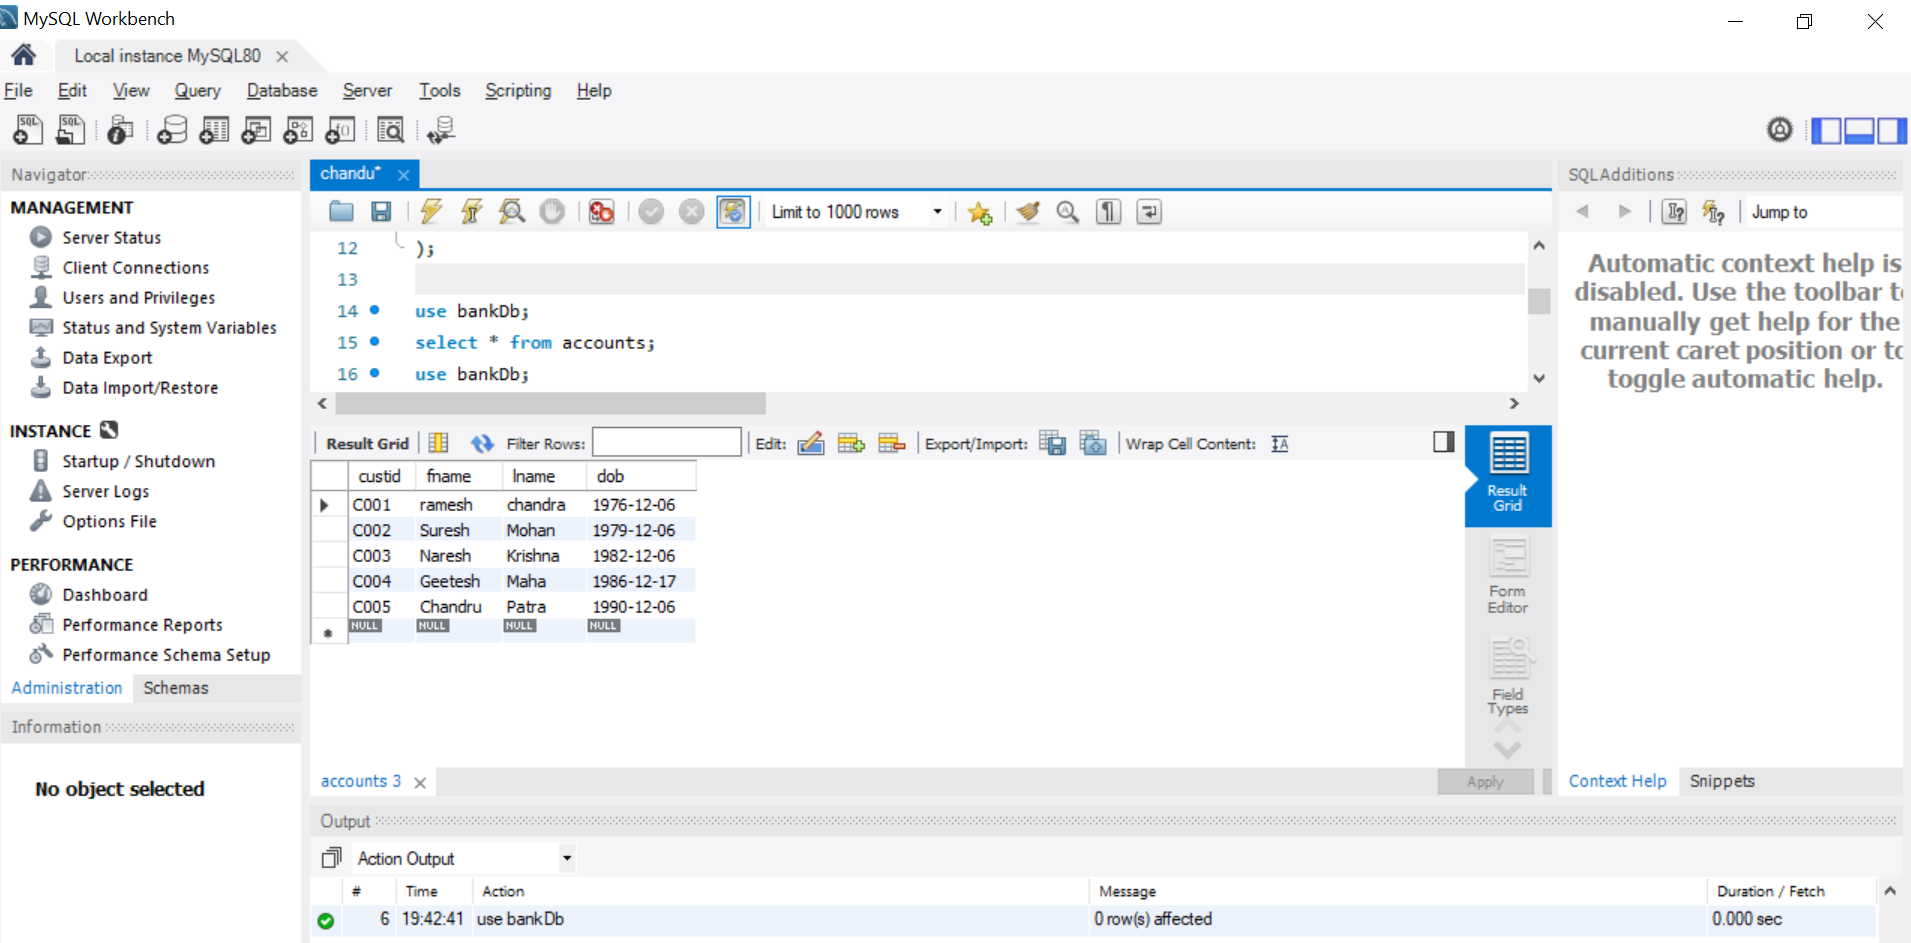 MySQL Workbench
Local instance MySQL80
File Edit View Query Database Server Tools Scripting Help
Navigator
MANAGEMENT
Server Status
Client Connections
Users and Privileges
Status and System Variables
Data Export
Data Import/Restore
INSTANCE
Startup / Shutdown
Server Logs
Options File
PERFORMANCE
Dashboard
Performance Reports
Performance Schema Setup
Administration Schemas
Information
No object selected
chandu*
Limit to 1000 rows
12 );
13
14 use bankDb;
15 select * from accounts;
16 use bankDb;
Result Grid Filter Rows: Edit: Export/Import: Wrap Cell Content:
custid fname lname dob
C001 ramesh chandra 1976-12-06
C002 Suresh Mohan 1979-12-06
C003 Naresh Krishna 1982-12-06
C004 Geetesh Maha 1986-12-17
C005 Chandru Patra 1990-12-06
NULL NULL NULL NULL
Result
Grid
Form
Editor
Field
Types
accounts 3
Apply
Output
Action Output
# Time Action Message Duration / Fetch
6 19:42:41 use bankDb 0 row(s) affected 0.000 sec
SQLAdditions
Jump to
Automatic context help is
disabled. Use the toolbar t
manually get help for the
current caret position or to
toggle automatic help.
Context Help Snippets